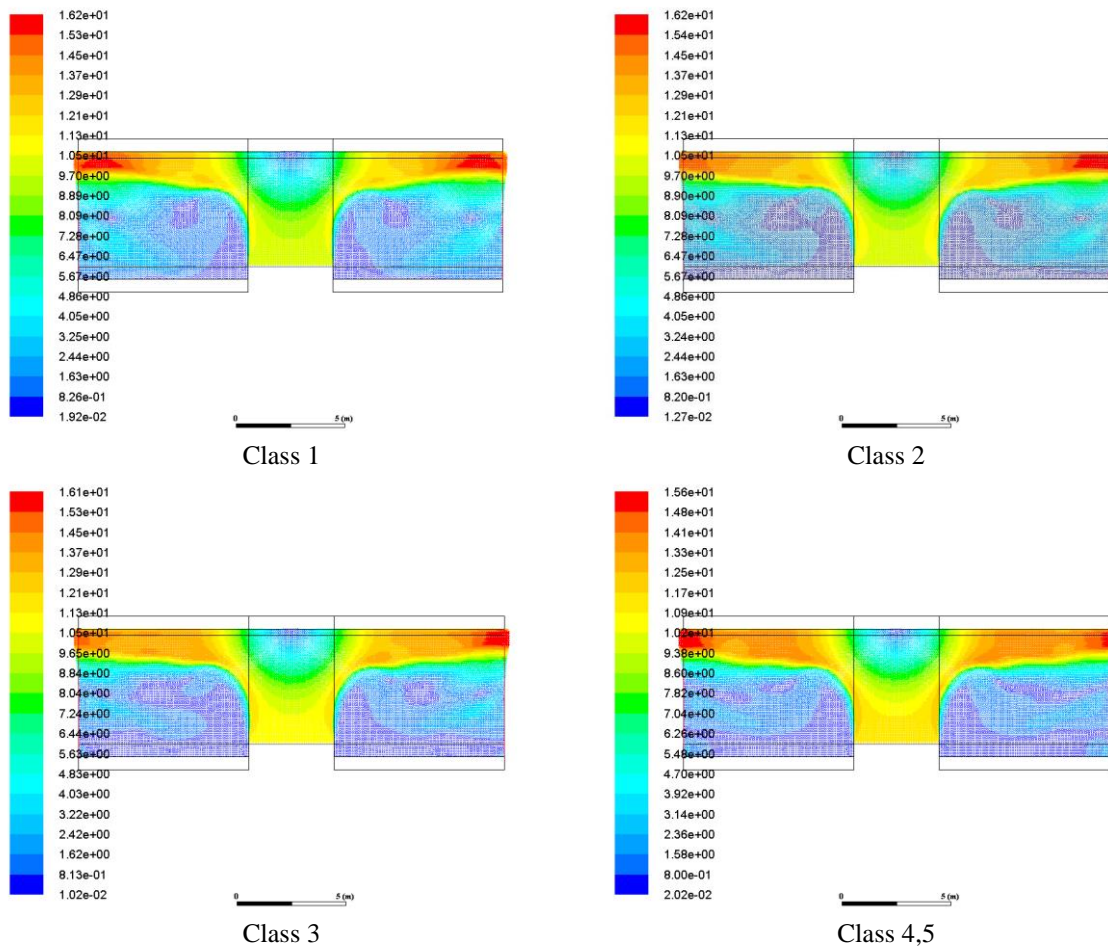 1.62e+01
1.53e+01
1.45e+01
1.37e+01
1.29e+01
1.21e+01
1.13e+01
1.05e+01
9.70e+00
8.89e+00
8.09e+00
7.28e+00
6.47e+00
5.67e+00
4.86e+00
4.05e+00
3.25e+00
2.44e+00
1.63e+00
8.26e-01
1.92e-02
0 5 (m)
Class 1
1.62e+01
1.54e+01
1.45e+01
1.37e+01
1.29e+01
1.21e+01
1.13e+01
1.05e+01
9.70e+00
8.89e+00
8.09e+00
7.28e+00
6.47e+00
5.67e+00
4.86e+00
4.05e+00
3.25e+00
2.44e+00
1.63e+00
8.20e-01
1.27e-02
0 5 (m)
Class 2
1.61e+01
1.53e+01
1.45e+01
1.37e+01
1.29e+01
1.21e+01
1.13e+01
1.05e+01
9.65e+00
8.84e+00
8.04e+00
7.24e+00
6.44e+00
5.63e+00
4.83e+00
4.03e+00
3.22e+00
2.42e+00
1.62e+00
8.13e-01
1.02e-02
0 5 (m)
Class 3
1.56e+01
1.48e+01
1.41e+01
1.33e+01
1.25e+01
1.17e+01
1.09e+01
1.02e+01
9.38e+00
8.60e+00
7.82e+00
7.04e+00
6.26e+00
5.48e+00
4.70e+00
3.92e+00
3.14e+00
2.36e+00
1.58e+00
8.00e-01
2.02e-02
0 5 (m)
Class 4,5